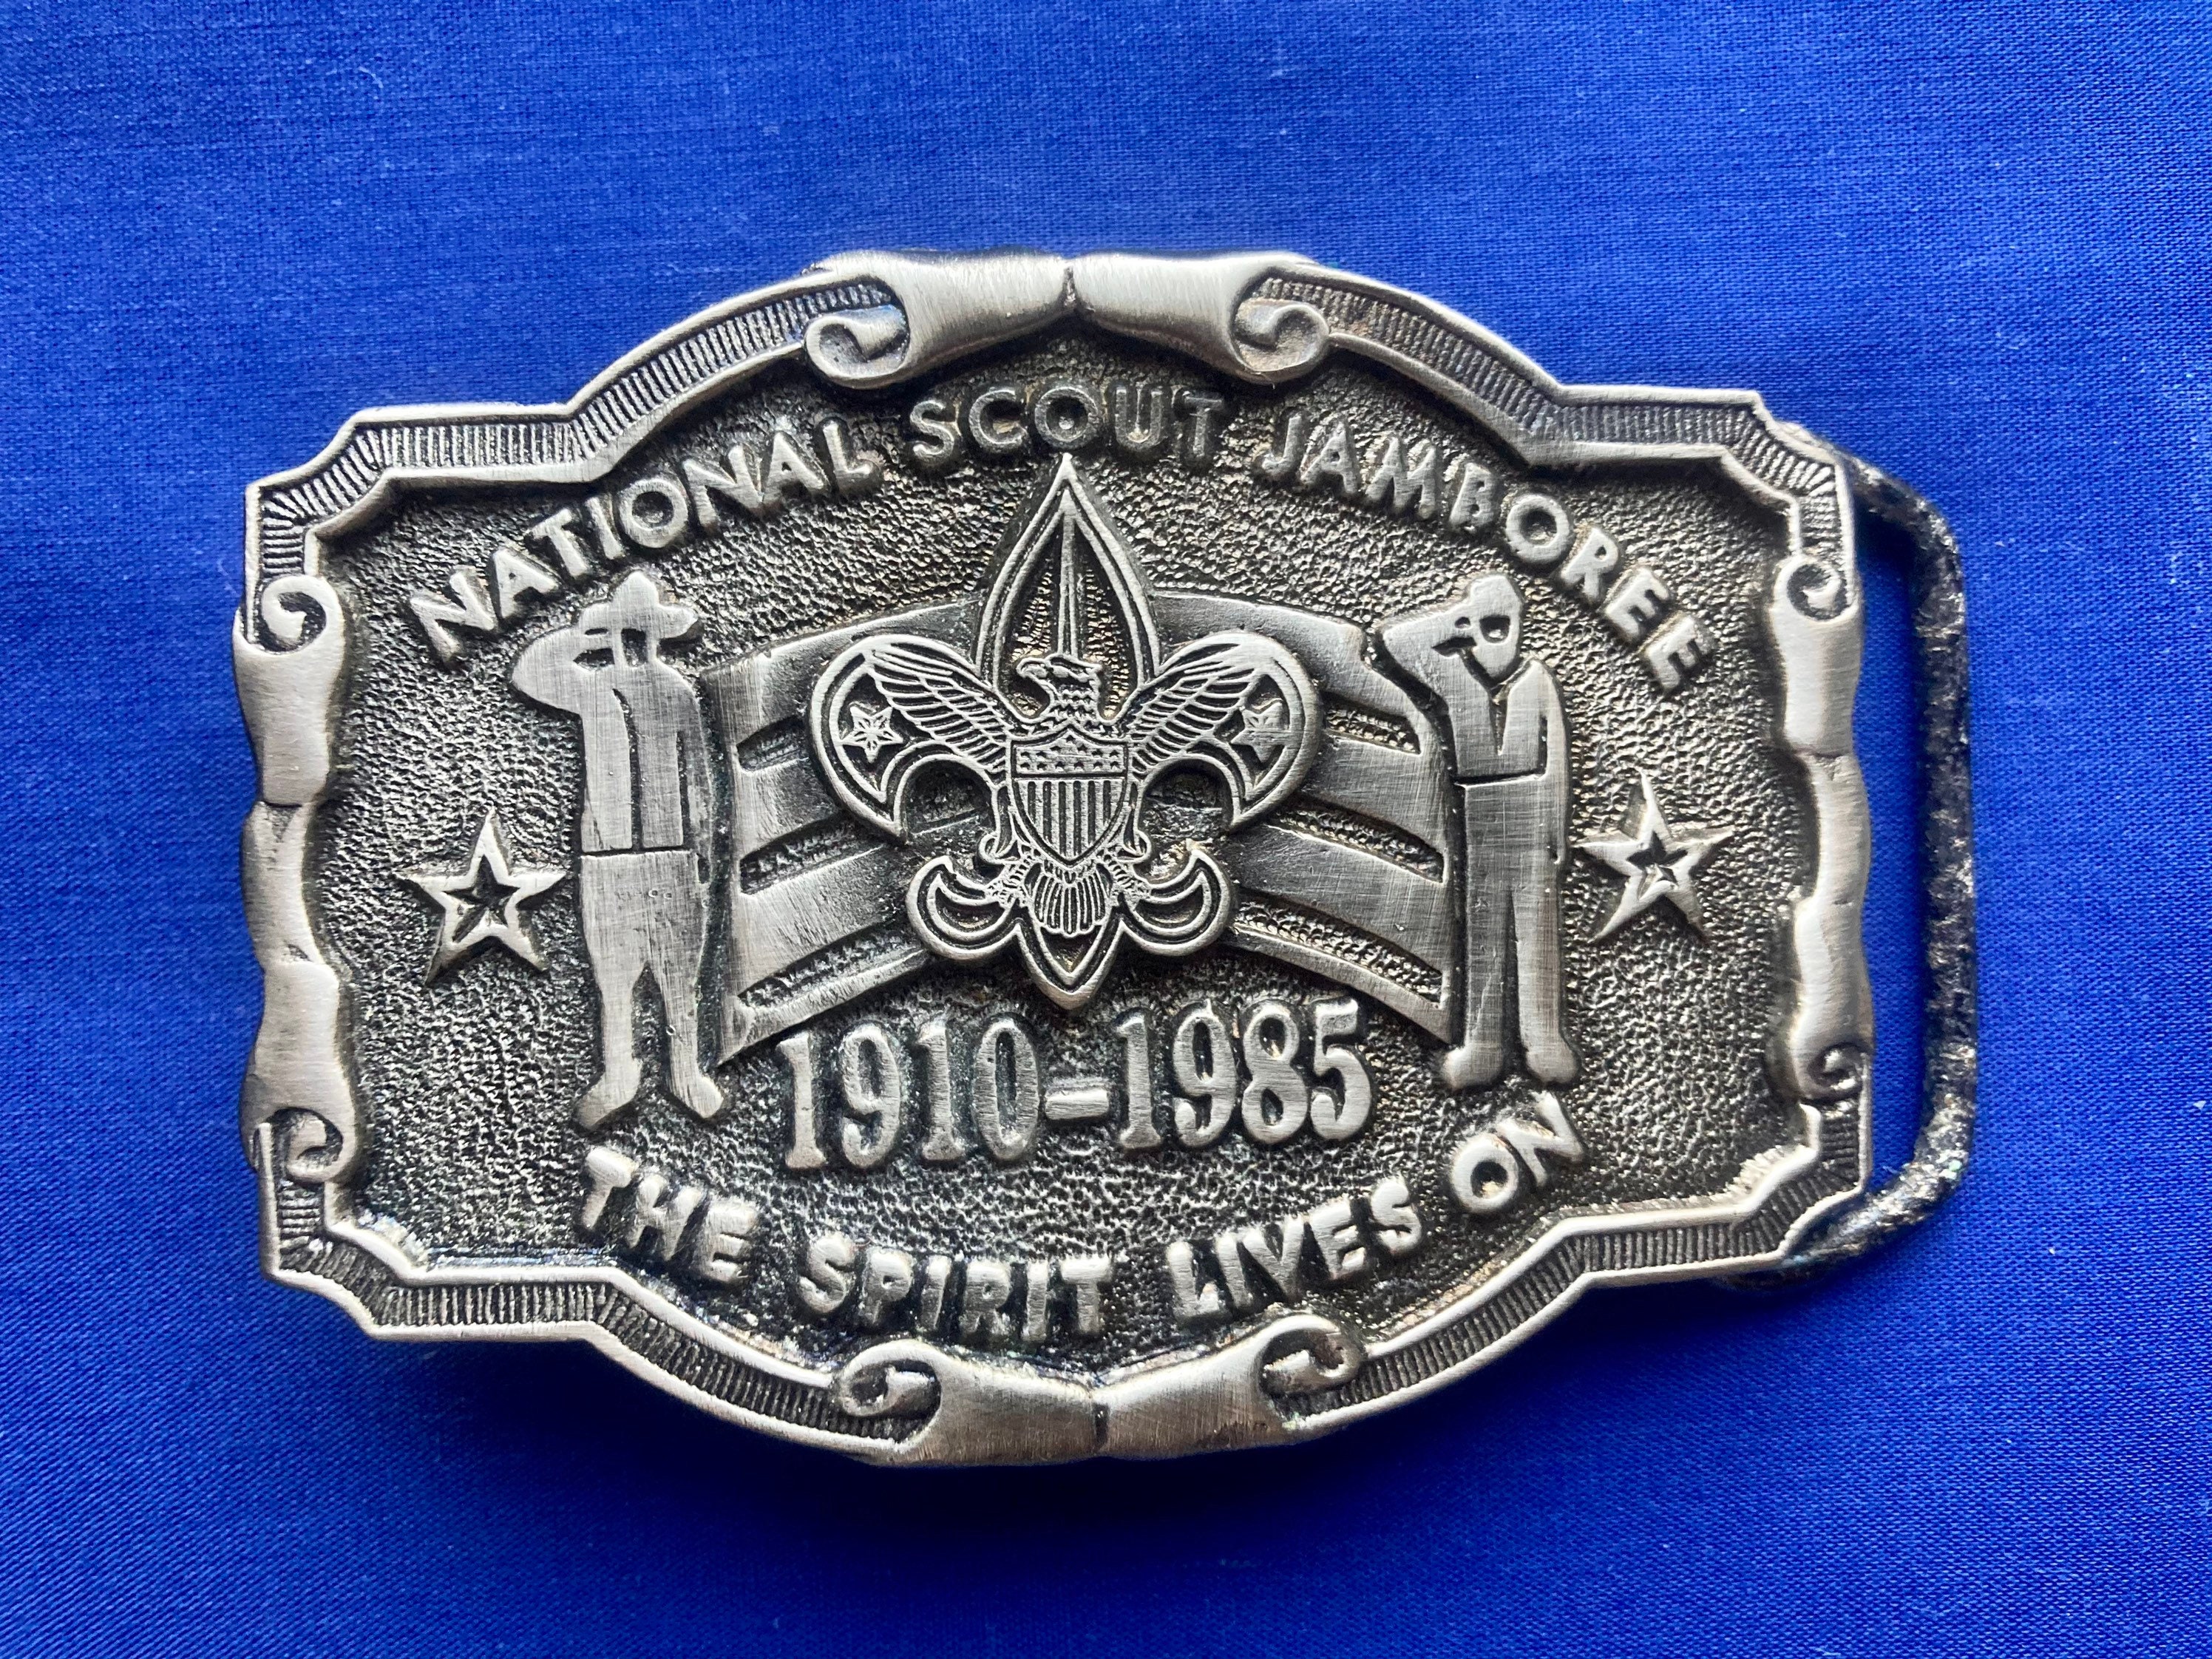 NATIONAL SCOUT JAMBOREE
1910-1985
THE SPIRIT LIVES ON